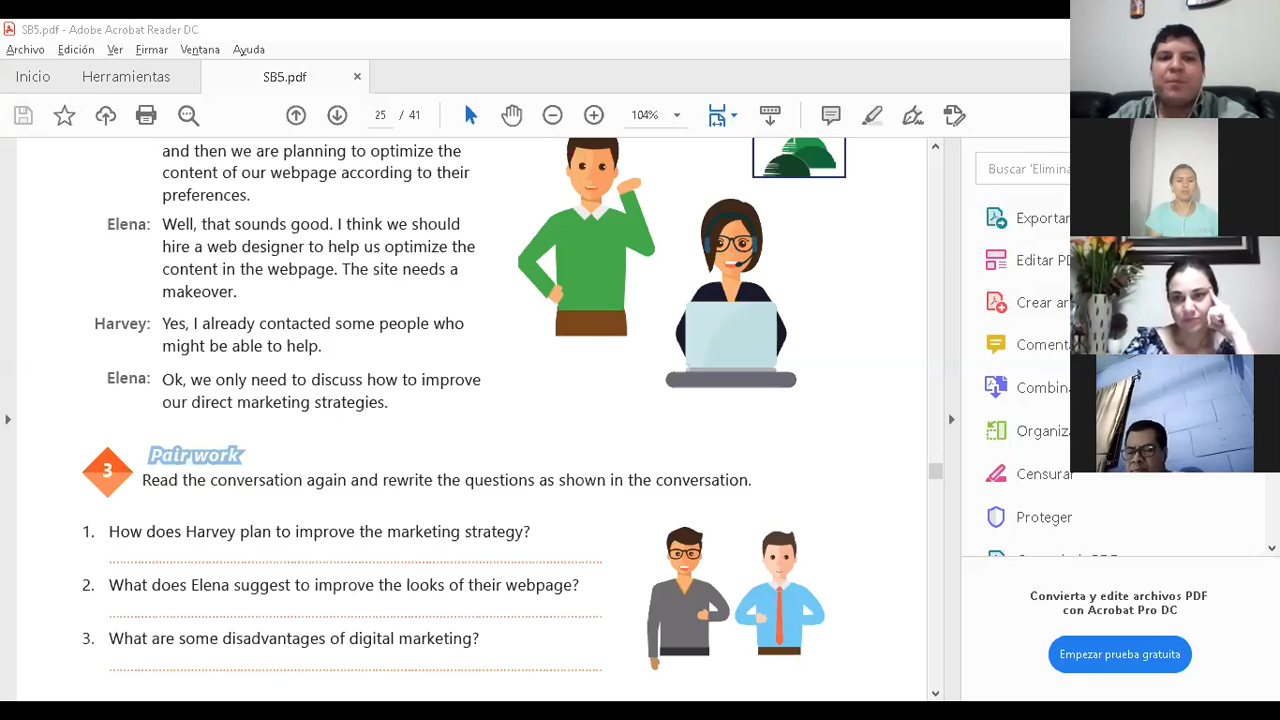 SB5.pdf - Adobe Acrobat Reader DC
Archivo Edición Ver Firmar Ventana Ayuda
Inicio Herramientas SB5.pdf ×
25 / 41 104%
and then we are planning to optimize the
content of our webpage according to their
preferences.
Elena: Well, that sounds good. I think we should
hire a web designer to help us optimize the
content in the webpage. The site needs a
makeover.
Harvey: Yes, I already contacted some people who
might be able to help.
Elena: Ok, we only need to discuss how to improve
our direct marketing strategies.
3 Pair work
Read the conversation again and rewrite the questions as shown in the conversation.
1. How does Harvey plan to improve the marketing strategy?
2. What does Elena suggest to improve the looks of their webpage?
3. What are some disadvantages of digital marketing?
Buscar 'Elimina
Exportar
Editar PD
Crear ar
Comenta
Combina
Organiza
Censurar
Proteger
Convierta y edite archivos PDF
con Acrobat Pro DC
Empezar prueba gratuita